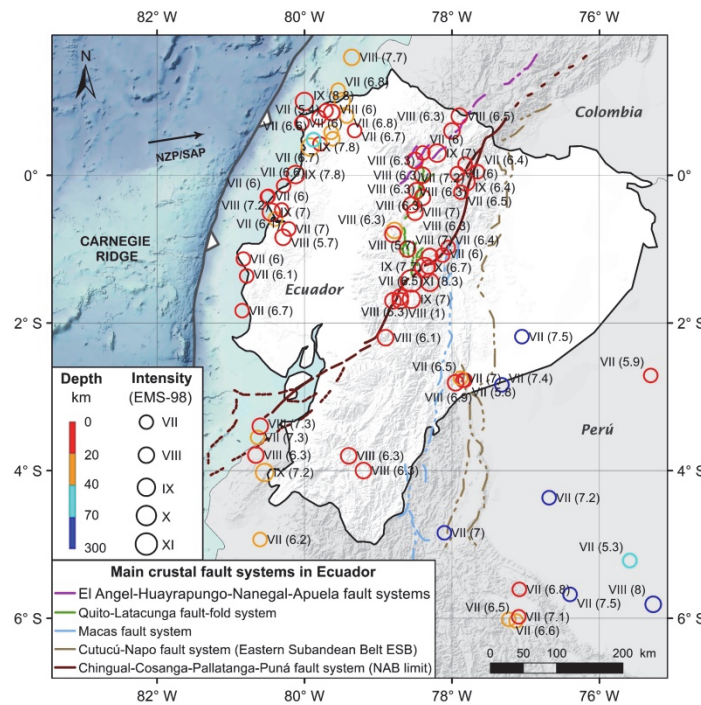 80° W
78° W
76° W
N
VIII (7.7)
VII (6.8)
IX (8.8)
VIII (6)
VIII (6.3)
VIII (6.5)
Colombia
VII (6.6)
VII (6)
VII (6.8)
VII (6.7)
VII (6)
NZP/SAP
VII (6.7)
IX (7.8)
VIII (6.3)
IX (7)
VII (6.4)
0°
VII (6.6)
IX (7.8)
VIII (6.3)
VII (7.2)
VII (6)
0°
VII (6)
VII (6)
VIII (6.3)
VII (6.3)
IX (6.4)
VIII (7.2)
IX (7)
VIII (6.3)
VII (6.5)
VIII (7)
CARNEGIE
RIDGE
VII (7)
VIII (6.3)
VIII (6.3)
VIII (5.7)
VIII (7)
VII (6.4)
VII (6)
VII (6)
IX (6.7)
VII (6.1)
Ecuador
VII (6.5)
XI (8.3)
VII (6.7)
IX (7)
VIII (1)
2° S
VIII (6.1)
VII (7.5)
2° S
VII (6.5)
VII (5.9)
VII (7)
VII (7.4)
VIII (6.9)
VII (5.8)
Perú
VIII (7.3)
VII (7.3)
VIII (6.3)
VIII (6.3)
4° S
IX (7.2)
VIII (6.3)
4° S
VII (7.2)
VII (6.2)
VII (7)
VII (5.3)
VII (6.8)
VIII (8)
VII (7.5)
VII (6.5)
VII (7.1)
6° S
VII (6.6)
6° S
Depth
km
0
20
40
70
300
Intensity
(EMS-98)
VII
VIII
IX
X
XI
Main crustal fault systems in Ecuador
El Angel-Huayrapungo-Nanegal-Apuela fault systems
Quito-Latacunga fault-fold system
Macas fault system
Cutucú-Napo fault system (Eastern Subandean Belt ESB)
Chingual-Cosanga-Pallatanga-Puná fault system (NAB limit)
0 50 100 200 km
82° W
80° W
78° W
76° W